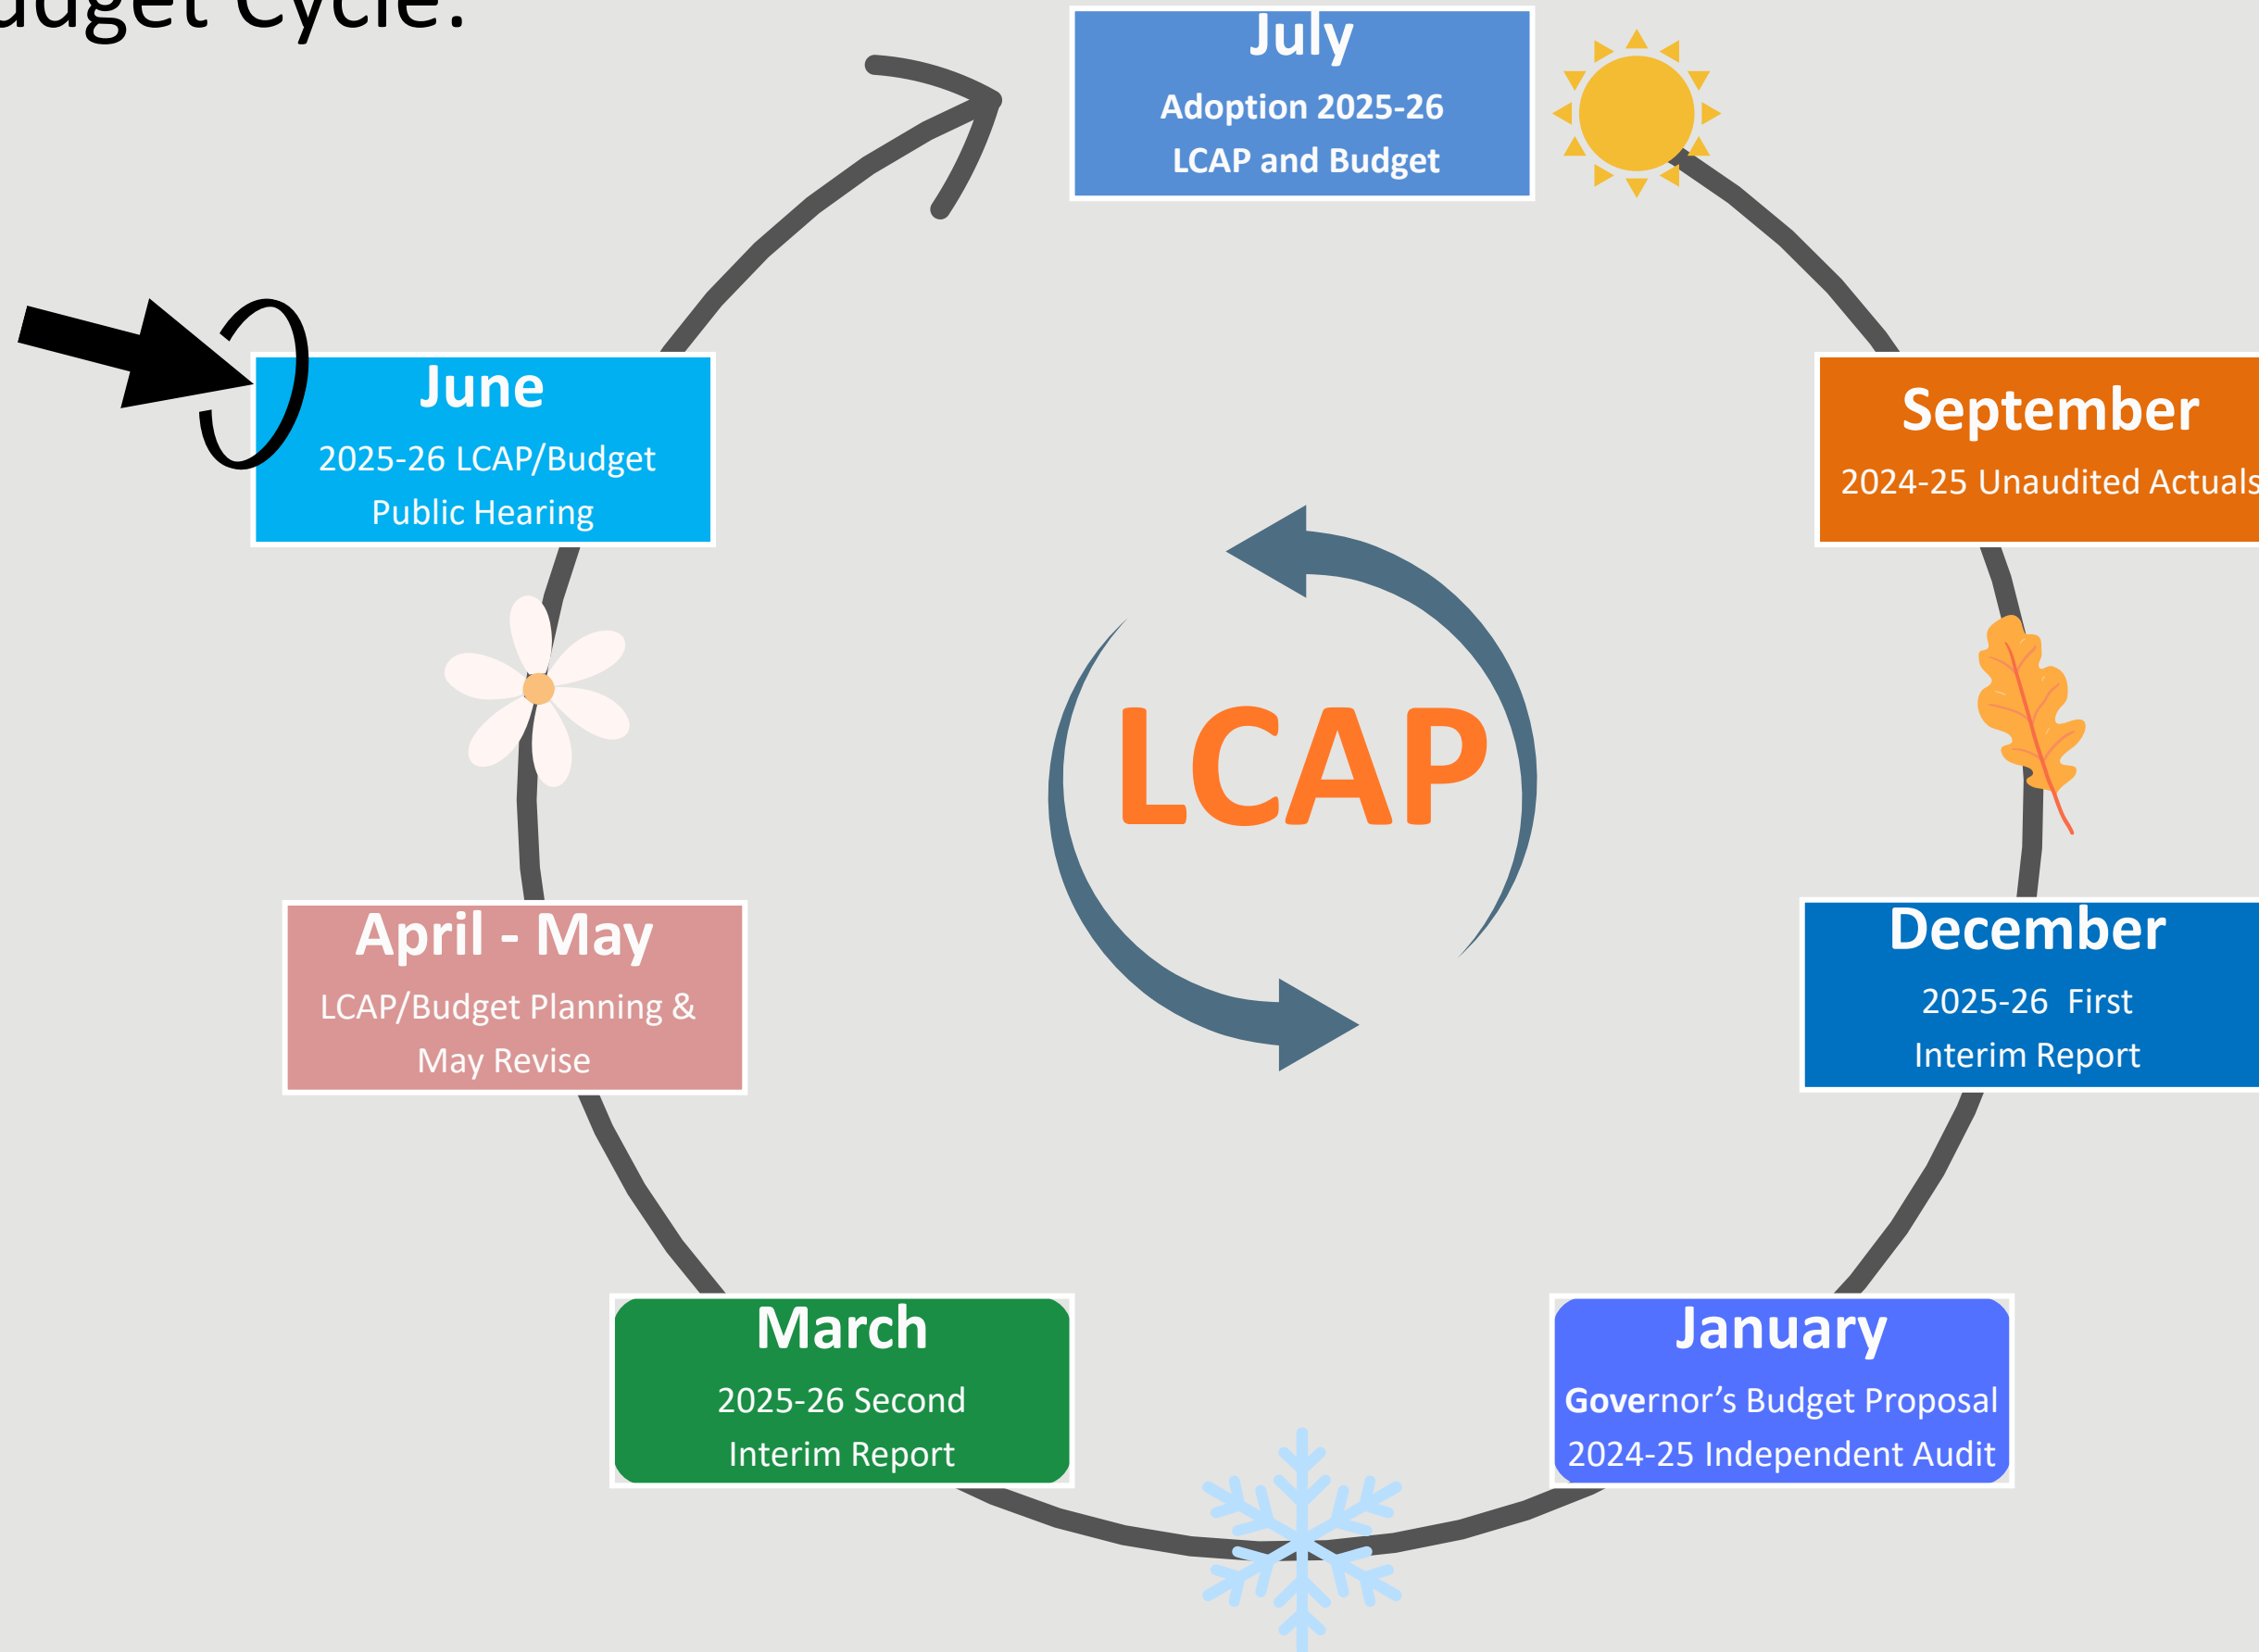 udget Cycle:
July
Adoption 2025-26
LCAP and Budget
June
2025-26 LCAP/Budget
Public Hearing
September
2024-25 Unaudited Actuals
LCAP
April - May
LCAP/Budget Planning &
May Revise
December
2025-26 First
Interim Report
March
2025-26 Second
Interim Report
January
Governor’s Budget Proposal
2024-25 Independent Audit